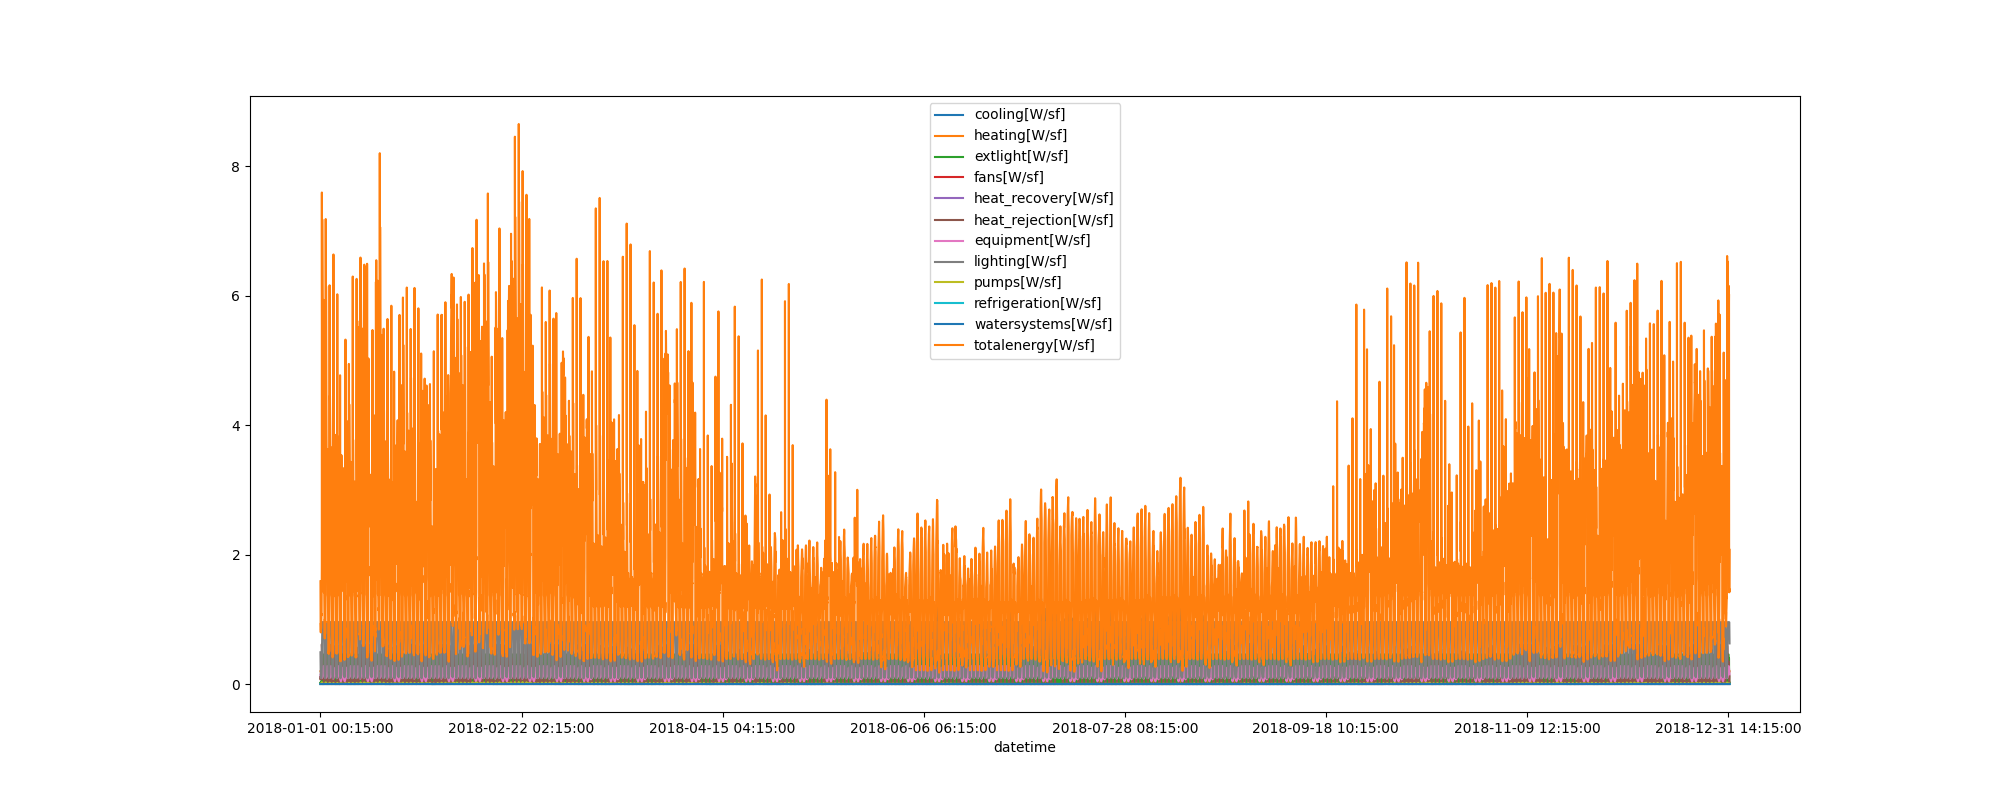 cooling[W/sf]
heating[W/sf]
extlight[W/sf]
fans[W/sf]
heat_recovery[W/sf]
heat_rejection[W/sf]
equipment[W/sf]
lighting[W/sf]
pumps[W/sf]
refrigeration[W/sf]
watersystems[W/sf]
totalenergy[W/sf]
8
6
4
2
0
2018-01-01 00:15:00 2018-02-22 02:15:00 2018-04-15 04:15:00 2018-06-06 06:15:00 2018-07-28 08:15:00 2018-09-18 10:15:00 2018-11-09 12:15:00 2018-12-31 14:15:00
datetime